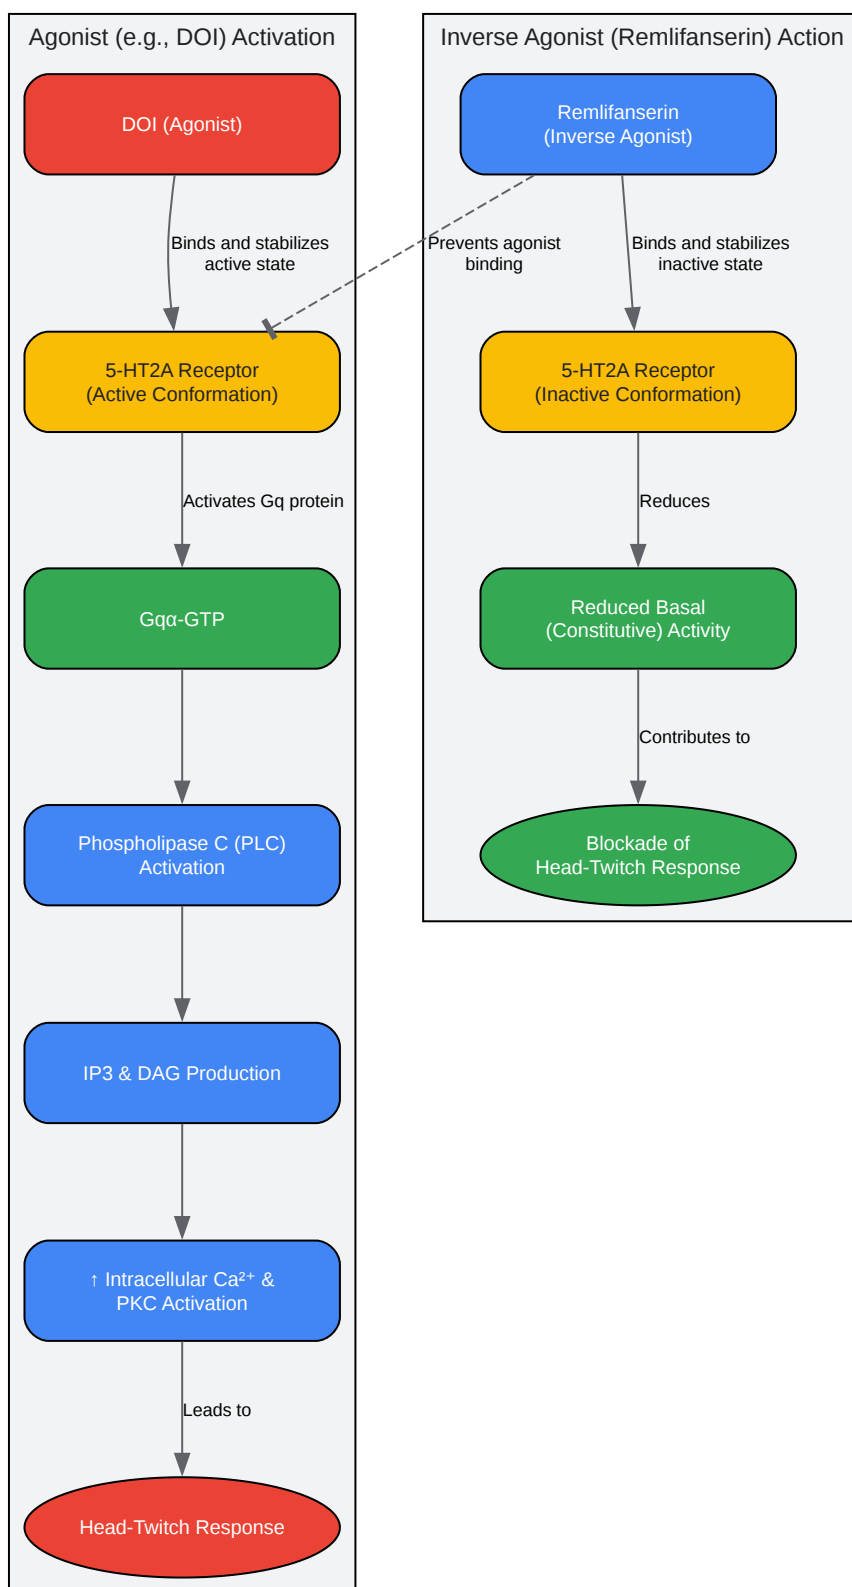 Agonist (e.g., DOI) Activation
DOI (Agonist)
Binds and stabilizes
active state
5-HT2A Receptor
(Active Conformation)
Activates Gq protein
Gqα-GTP
Phospholipase C (PLC)
Activation
IP3 & DAG Production
↑ Intracellular Ca²⁺ &
PKC Activation
Leads to
Head-Twitch Response
Inverse Agonist (Remlifanserin) Action
Remlifanserin
(Inverse Agonist)
Prevents agonist
binding
Binds and stabilizes
inactive state
5-HT2A Receptor
(Inactive Conformation)
Reduces
Reduced Basal
(Constitutive) Activity
Contributes to
Blockade of
Head-Twitch Response